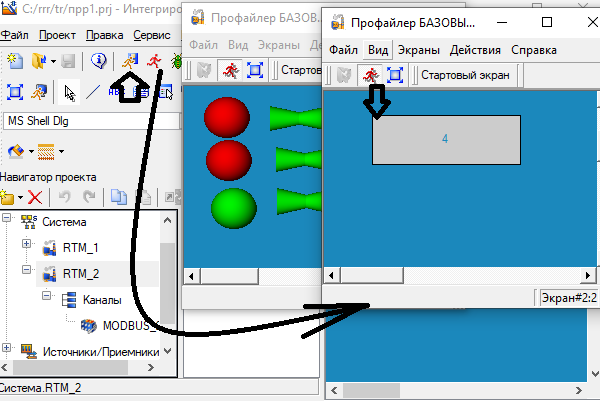 C:/rrr/tr/прр1.prj - Интегриро
Файл Проект Правка Сервис
ABC
MS Shell Dlg
Навигатор проекта
Система
RTM_1
RTM_2
Каналы
MODBUS_
Источники/Приемники
Система.RTM_2
Профайлер БАЗОВ
Файл Вид Экраны
Стартов
Профайлер БАЗОВЫ...
Файл Вид Экраны Действия Справка
Стартовый экран
4
Экран#2:2